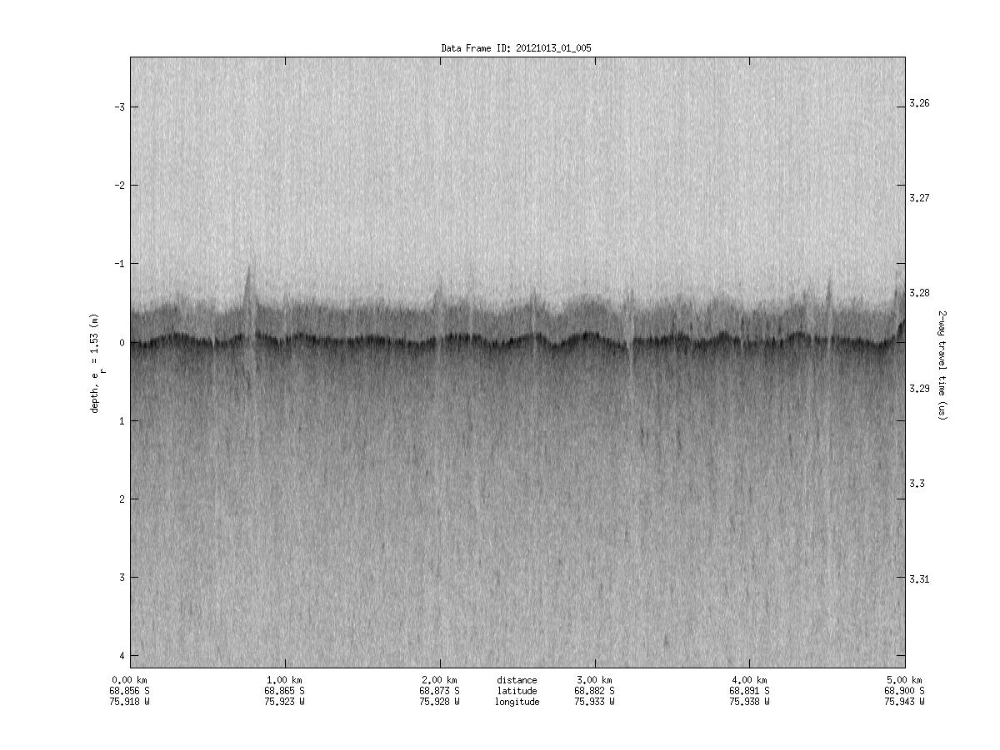 Data Frame ID: 20121013_01_005
-3
-2
-1
0
1
2
3
4
depth, e_r = 1.53 (m)
3.26
3.27
3.28
3.29
3.3
3.31
2-way travel time (us)
0.00 km 1.00 km 2.00 km distance 3.00 km 4.00 km 5.00 km
68.856 S 68.865 S 68.873 S latitude 68.882 S 68.891 S 68.900 S
75.918 W 75.923 W 75.928 W longitude 75.933 W 75.938 W 75.943 W